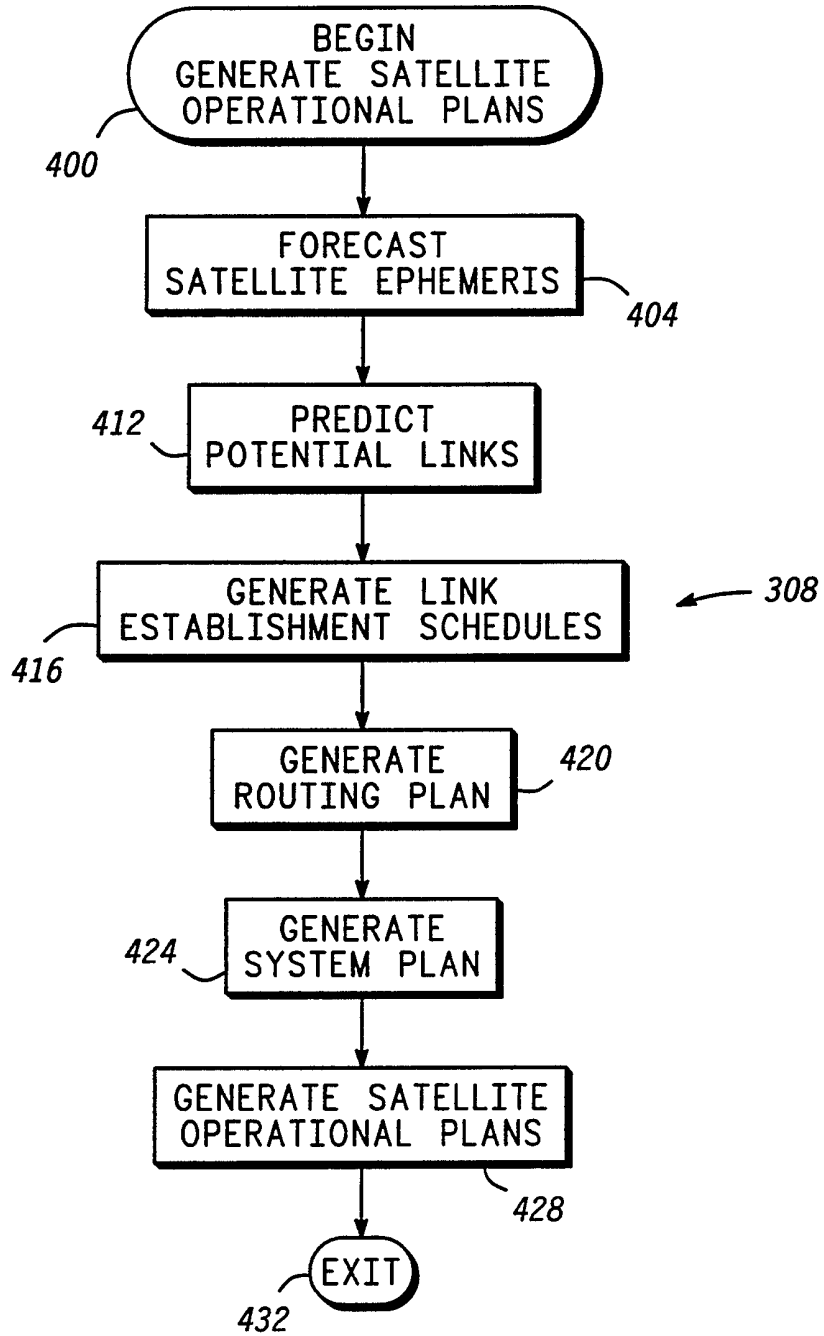 BEGIN
GENERATE SATELLITE
OPERATIONAL PLANS
400
FORECAST
SATELLITE EPHEMERIS
404
412
PREDICT
POTENTIAL LINKS
GENERATE LINK
ESTABLISHMENT SCHEDULES
308
416
GENERATE
ROUTING PLAN
420
GENERATE
SYSTEM PLAN
424
GENERATE SATELLITE
OPERATIONAL PLANS
428
EXIT
432